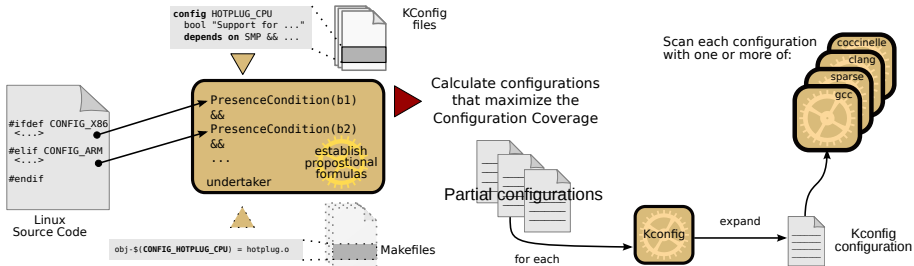 config HOTPLUG_CPU
bool "Support for ..."
depends on SMP && ...
KConfig
files
#ifdef CONFIG_X86
<...>
#elif CONFIG_ARM
<...>
#endif
Linux
Source Code
PresenceCondition(b1)
&&
PresenceCondition(b2)
&&
...
establish
propostional
formulas
undertaker
obj-$(CONFIG_HOTPLUG_CPU) = hotplug.o
Makefiles
Calculate configurations
that maximize the
Configuration Coverage
Partial configurations
for each
Kconfig
expand
Kconfig
configuration
Scan each configuration
with one or more of:
coccinelle
clang
sparse
gcc